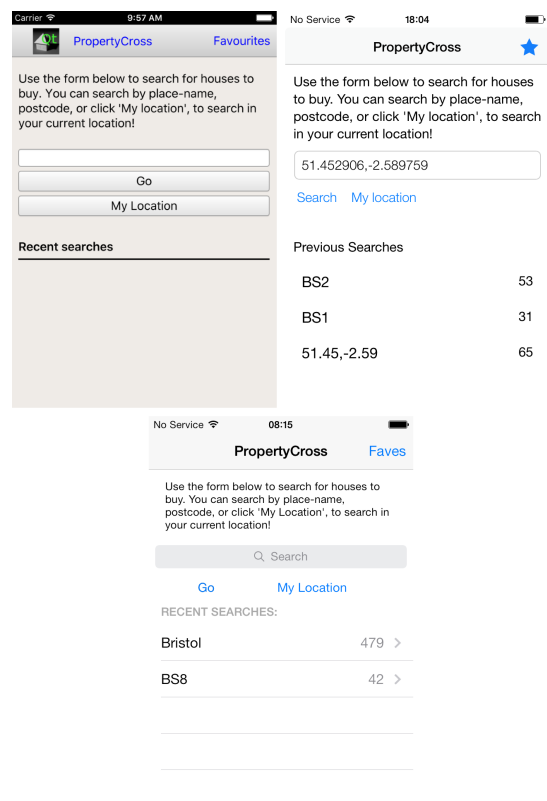 Carrier 9:57 AM
Qt PropertyCross Favourites
Use the form below to search for houses to
buy. You can search by place-name,
postcode, or click 'My location', to search in
your current location!
Go
My Location
Recent searches
No Service 18:04
PropertyCross
Use the form below to search for houses
to buy. You can search by place-name,
postcode, or click 'My location', to search
in your current location!
51.452906,-2.589759
Search My location
Previous Searches
BS2 53
BS1 31
51.45,-2.59 65
No Service 08:15
PropertyCross Faves
Use the form below to search for houses to
buy. You can search by place-name,
postcode, or click 'My Location', to search in
your current location!
Search
Go My Location
RECENT SEARCHES:
Bristol 479
BS8 42